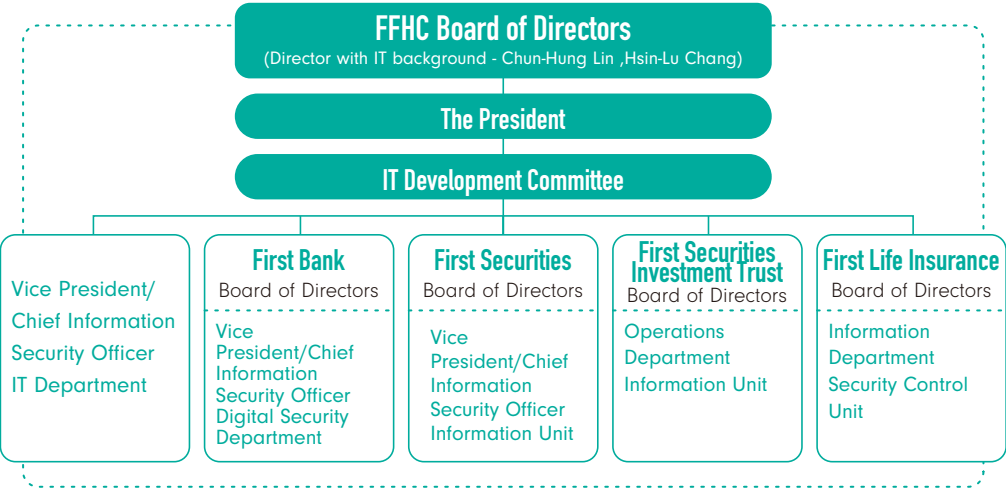 FFHC Board of Directors
(Director with IT background - Chun-Hung Lin ,Hsin-Lu Chang)
The President
IT Development Committee
Vice President/
Chief Information
Security Officer
IT Department
First Bank
Board of Directors
Vice
President/Chief
Information
Security Officer
Digital Security
Department
First Securities
Board of Directors
Vice
President/Chief
Information
Security Officer
Information Unit
First Securities
Investment Trust
Board of Directors
Operations
Department
Information Unit
First Life Insurance
Board of Directors
Information
Department
Security Control
Unit